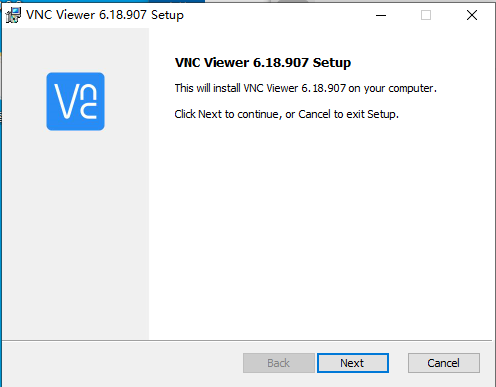 VNC Viewer 6.18.907 Setup
VNC Viewer 6.18.907 Setup
This will install VNC Viewer 6.18.907 on your computer.
Click Next to continue, or Cancel to exit Setup.
Vnc
Back
Next
Cancel